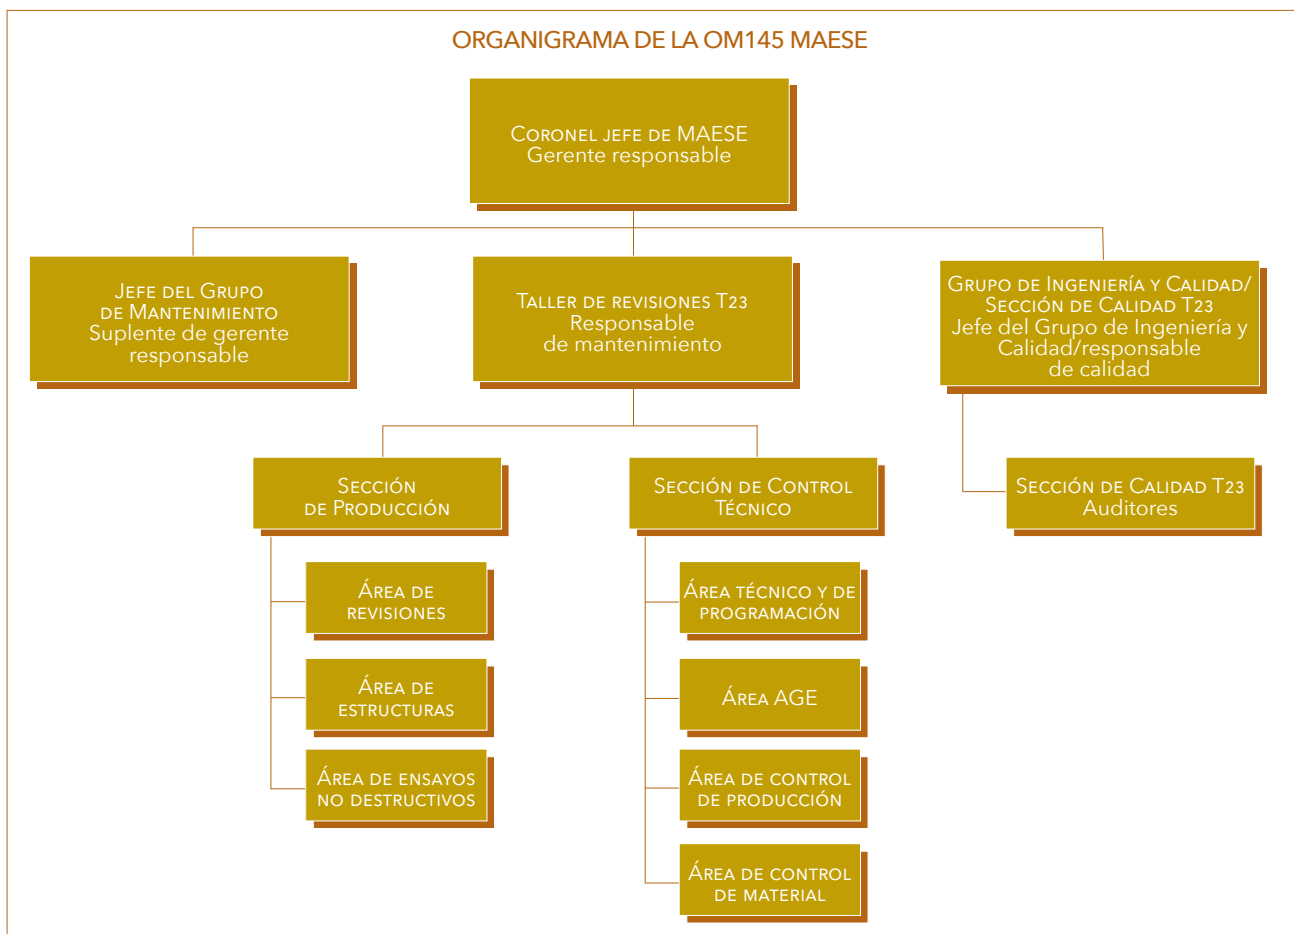 ORGANIGRAMA DE LA OM145 MAESE
Coronel jefe de MAESE
Gerente responsable
Jefe del Grupo
de Mantenimiento
Suplente de gerente
responsable
Taller de revisiones T23
Responsable
de mantenimiento
Grupo de Ingeniería y Calidad/
Sección de Calidad T23
Jefe del Grupo de Ingeniería y
Calidad/responsable
de calidad
Sección
de Producción
Sección de Control
Técnico
Sección de Calidad T23
Auditores
Área de
revisiones
Área técnico y de
programación
Área de
estructuras
Área AGE
Área de ensayos
no destructivos
Área de control
de producción
Área de control
de material